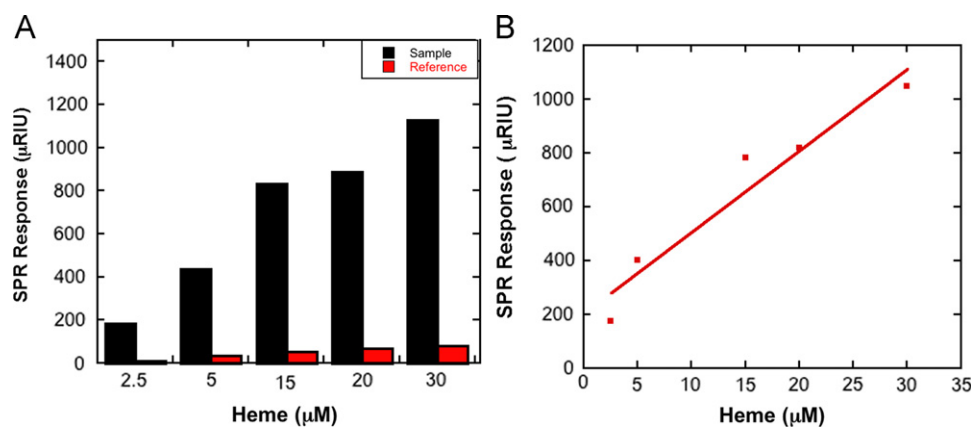 A
1400
1200
1000
800
600
400
200
0
SPR Response (μRIU)
Sample
Reference
2.5 5 15 20 30
Heme (μM)
B
1200
1000
800
600
400
200
0
SPR Response ( μRIU)
0 5 10 15 20 25 30 35
Heme (μM)